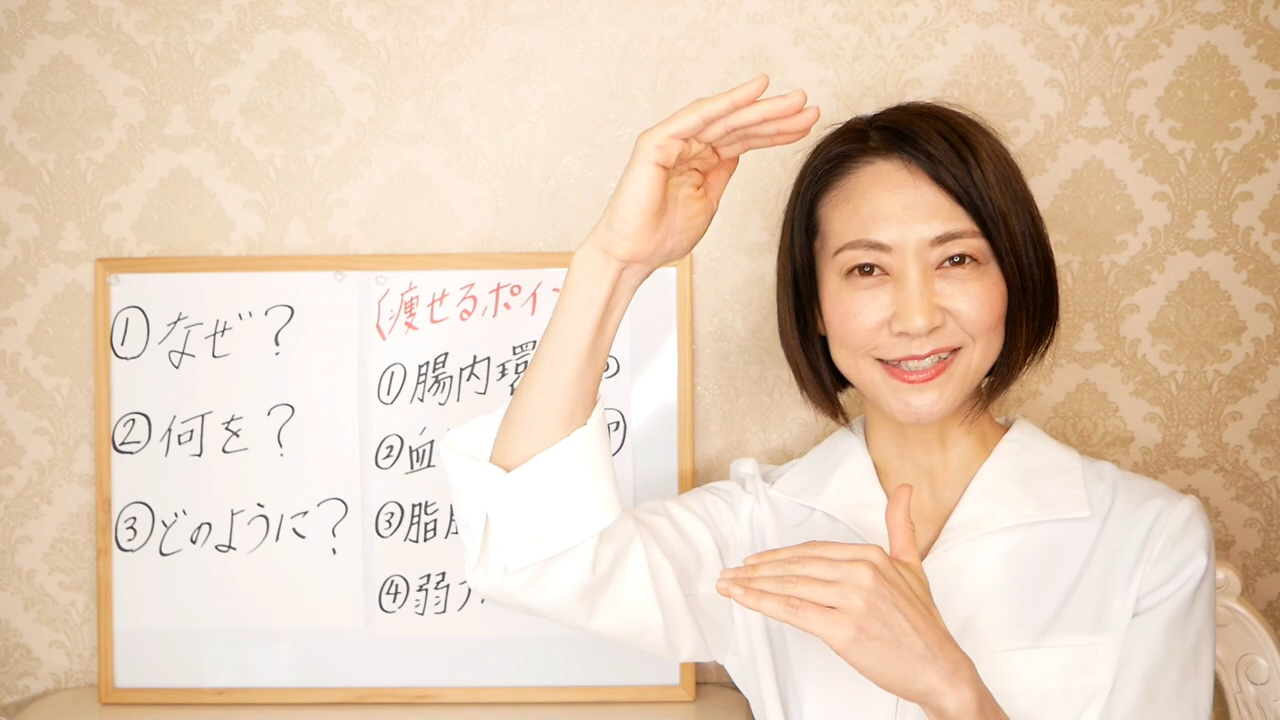 ①なぜ?
②何を?
③どのように?
痩せるポイ
①腸内環
②血
③脂
④弱